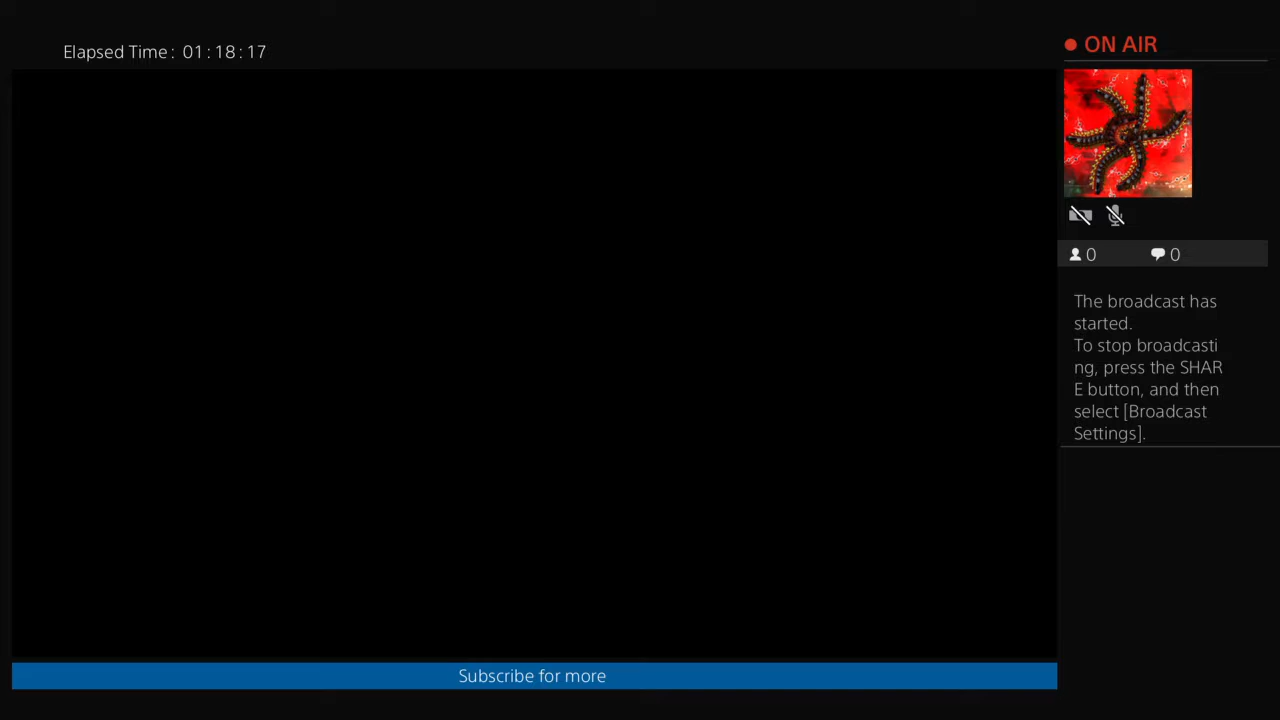 Elapsed Time: 01:18:17
ON AIR
0 0
The broadcast has
started.
To stop broadcasti
ng, press the SHAR
E button, and then
select [Broadcast
Settings].
Subscribe for more